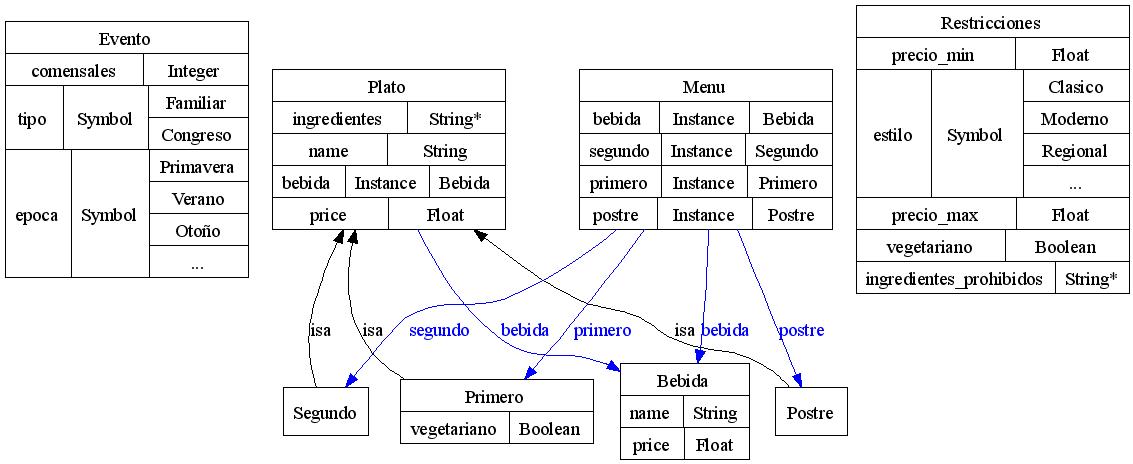 Evento
comensales Integer
tipo Symbol Familiar
Congreso
epoca Symbol Primavera
Verano
Otoño
...
Plato
ingredientes String*
name String
bebida Instance Bebida
price Float
Menu
bebida Instance Bebida
segundo Instance Segundo
primero Instance Primero
postre Instance Postre
Restricciones
precio_min Float
estilo Symbol Clasico
Moderno
Regional
...
precio_max Float
vegetariano Boolean
ingredientes_prohibidos String*
isa isa segundo bebida primero isa bebida postre
Segundo
Primero
vegetariano Boolean
Bebida
name String
price Float
Postre